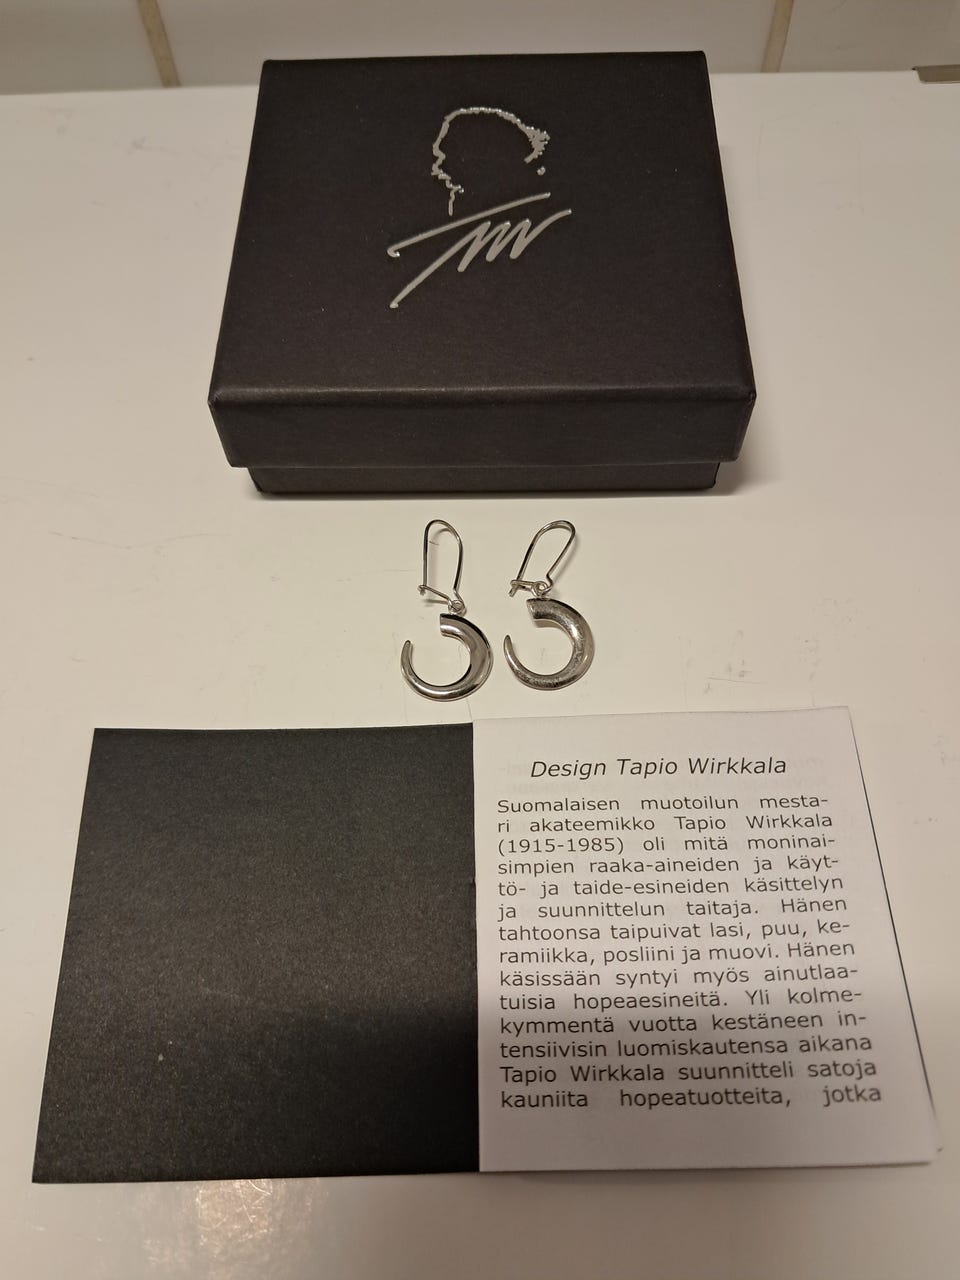 TW
Design Tapio Wirkkala
Suomalaisen muotoilun mesta-
ri akateemikko Tapio Wirkkala
(1915-1985) oli mitä moninai-
simpien raaka-aineiden ja käyt-
tö- ja taide-esineiden käsittelyn
ja suunnittelun taitaja. Hänen
tahtoonsa taipuivat lasi, puu, ke-
ramiikka, posliini ja muovi. Hänen
käsissään syntyi myös ainutlaa-
tuisia hopeaesineitä. Yli kolme-
kymmentä vuotta kestäneen in-
tensiivisin luomiskautensa aikana
Tapio Wirkkala suunnitteli satoja
kauniita hopeatuotteita, jotka